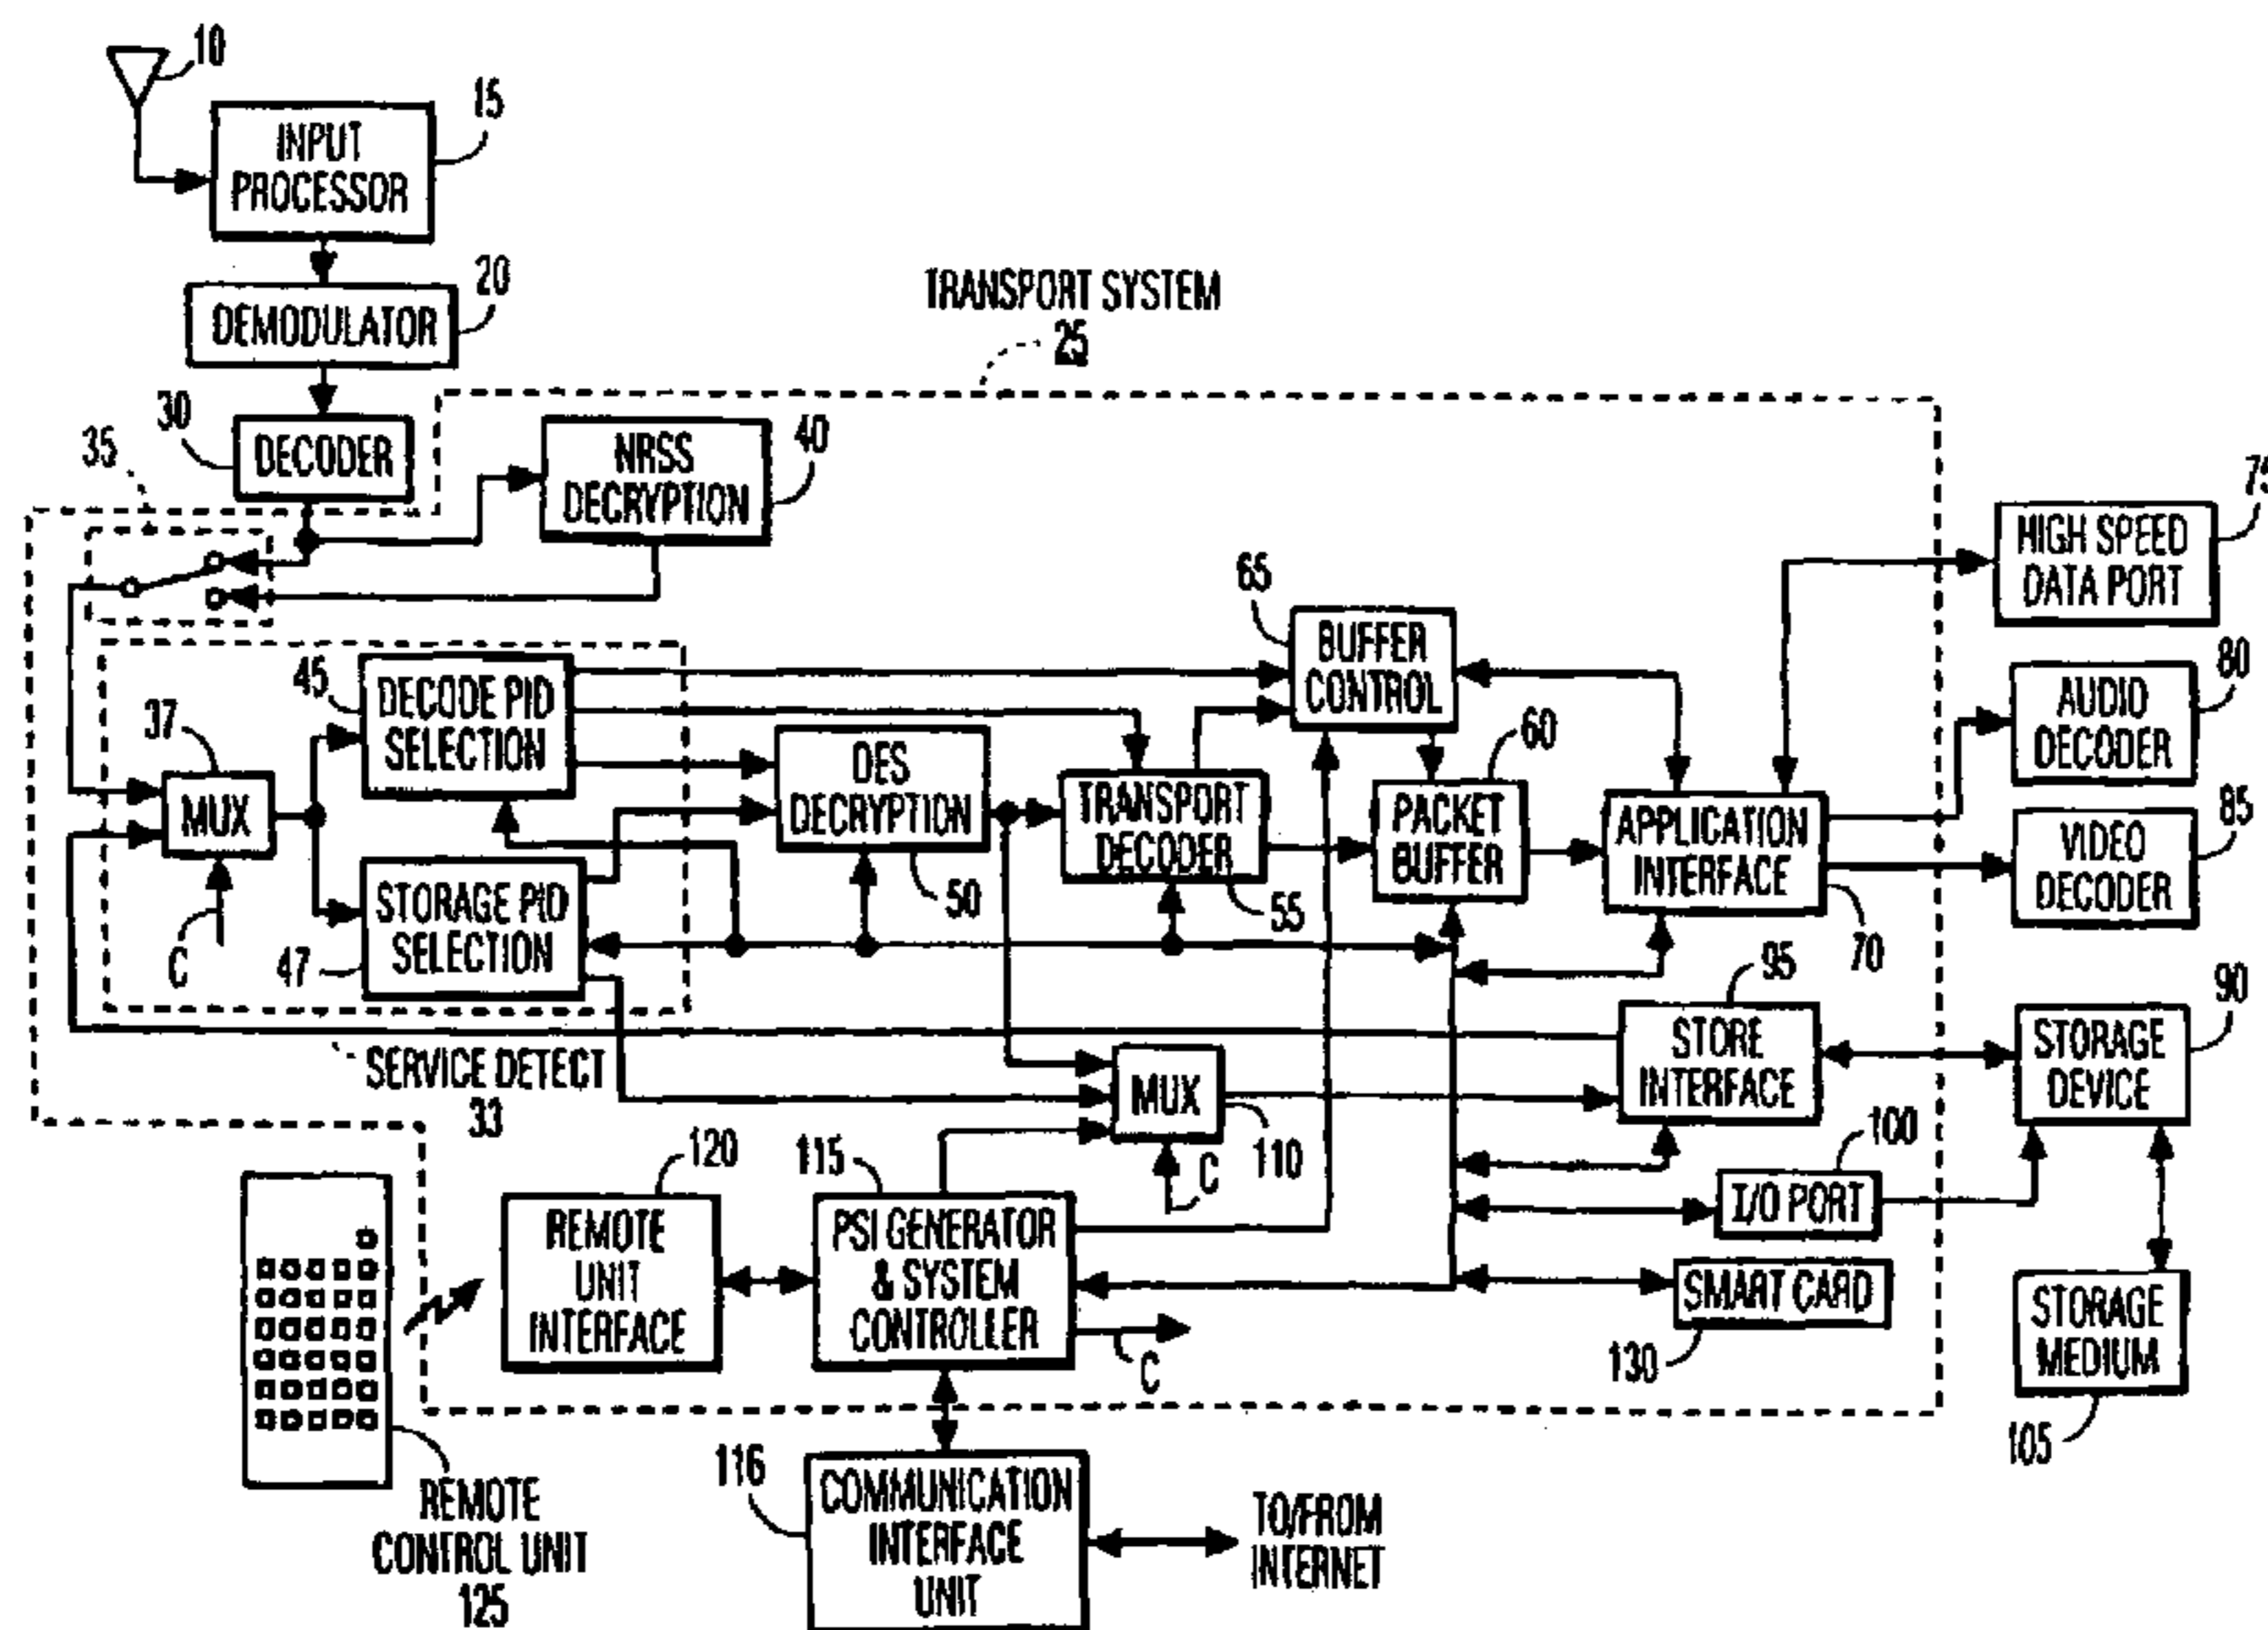 10
15
INPUT
PROCESSOR
20
DEMODULATOR
TRANSPORT SYSTEM
25
30
DECODER
35
NRSS
DECRYPTION
40
75
HIGH SPEED
DATA PORT
65
BUFFER
CONTROL
80
AUDIO
DECODER
45
DECODE PID
SELECTION
37
MUX
C
DES
DECRYPTION
50
TRANSPORT
DECODER
55
60
PACKET
BUFFER
APPLICATION
INTERFACE
70
85
VIDEO
DECODER
STORAGE PID
SELECTION
47
95
STORE
INTERFACE
90
STORAGE
DEVICE
SERVICE DETECT
33
MUX
110
C
100
I/O PORT
120
REMOTE
UNIT
INTERFACE
115
PSI GENERATOR
& SYSTEM
CONTROLLER
C
SMART CARD
130
STORAGE
MEDIUM
105
REMOTE
CONTROL UNIT
125
116
COMMUNICATION
INTERFACE
UNIT
TO/FROM
INTERNET